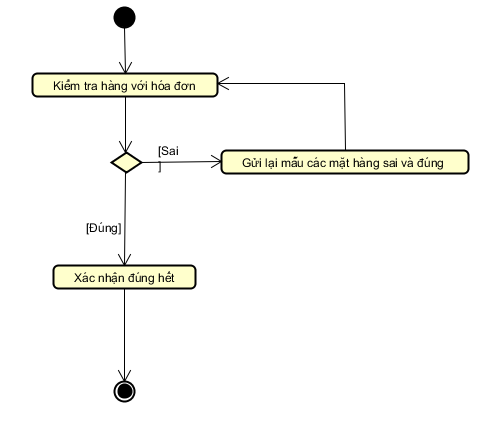 Kiểm tra hàng với hóa đơn
[Sai
]
Gửi lại mẫu các mặt hàng sai và đúng
[Đúng]
Xác nhận đúng hết